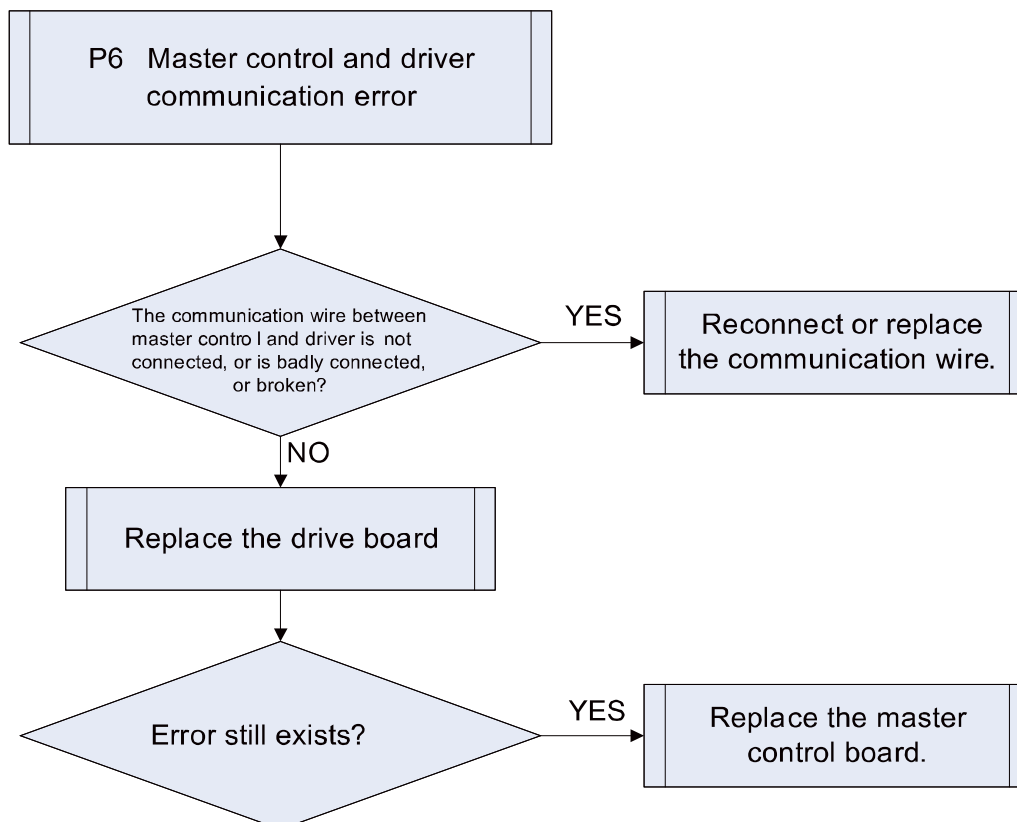 P6 Master control and driver
communication error
The communication wire between
master control and driver is not
connected, or is badly connected,
or broken?
YES
Reconnect or replace
the communication wire.
NO
Replace the drive board
Error still exists?
YES
Replace the master
control board.